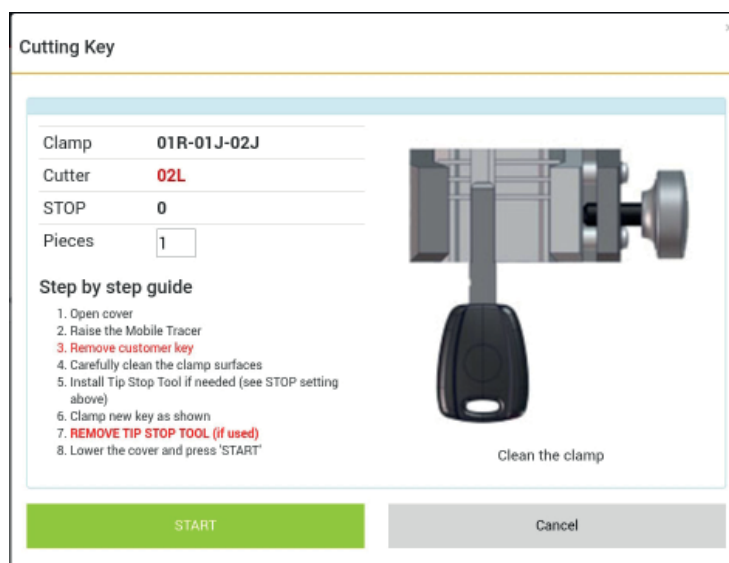 Cutting Key
Clamp 01R-01J-02J
Cutter 02L
STOP 0
Pieces 1
Step by step guide
1. Open cover
2. Raise the Mobile Tracer
3. Remove customer key
4. Carefully clean the clamp surfaces
5. Install Tip Stop Tool if needed (see STOP setting
above)
6. Clamp new key as shown
7. REMOVE TIP STOP TOOL (if used)
8. Lower the cover and press 'START'
Clean the clamp
START
Cancel